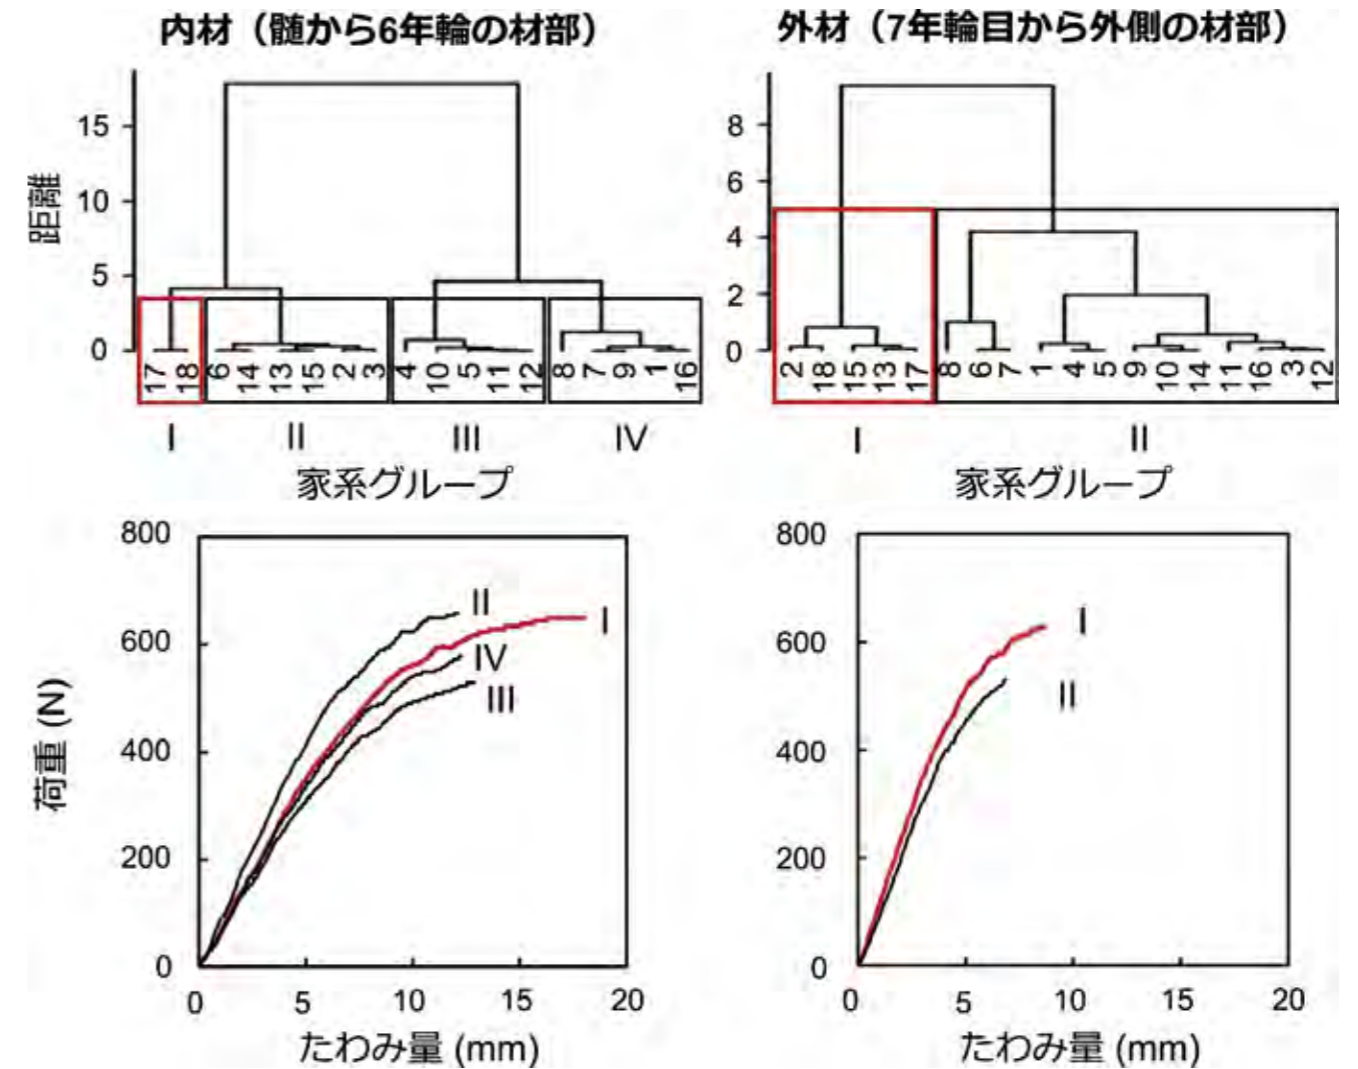 内材（髄から6年輪の材部）
15
10
5
0
距離
17 18 6 14 13 15 2 3 4 10 5 11 12 8 7 9 1 16
I II III IV
家系グループ
外材（7年輪目から外側の材部）
8
6
4
2
0
2 18 15 13 17 8 6 7 1 4 5 9 10 14 11 16 3 12
I II
家系グループ
800
600
400
200
0
荷重 (N)
II
I
IV
III
0 5 10 15 20
たわみ量 (mm)
800
600
400
200
0
I
II
0 5 10 15 20
たわみ量 (mm)